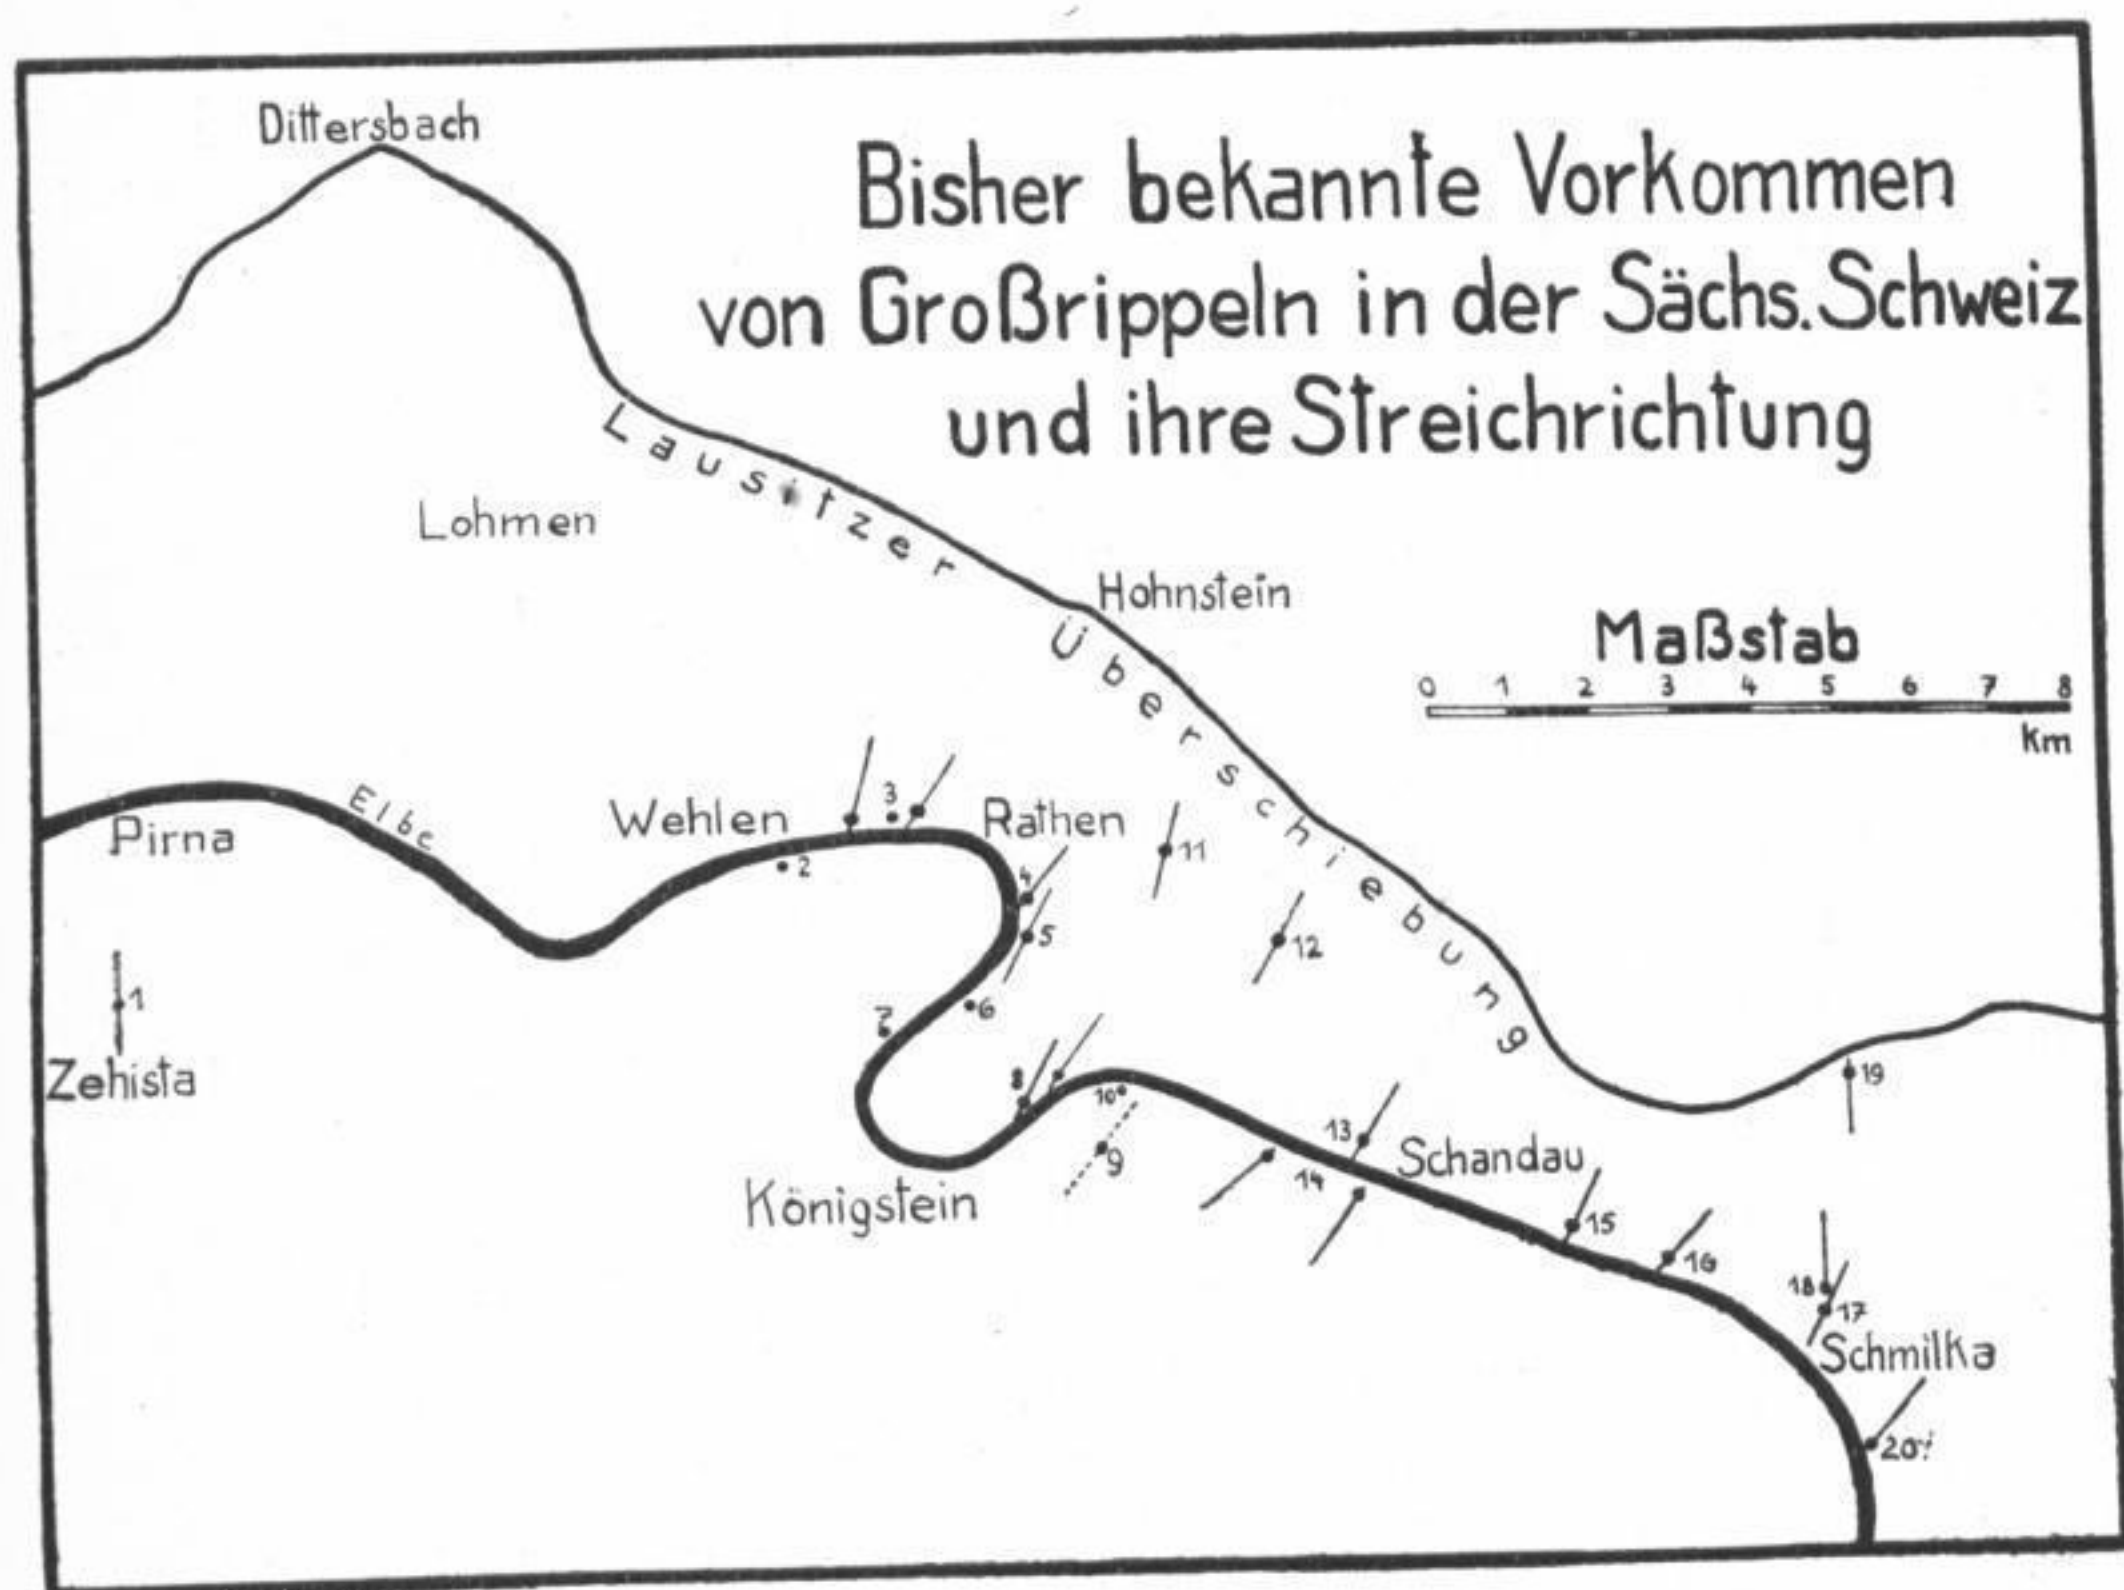 Dittersbach
Bisher bekannte Vorkommen
von Großrippeln in der Sächs. Schweiz
und ihre Streichrichtung
Lausitzer Überschiebung
Lohmen
Hohnstein
Maßstab
0 1 2 3 4 5 6 7 8
Km
Elbe
Pirna
Wehlen
3
Rathen
2
11
4
5
12
1
6
7
Zehista
8
10
9
19
13
Schandau
14
Königstein
15
16
18
17
Schmilka
20